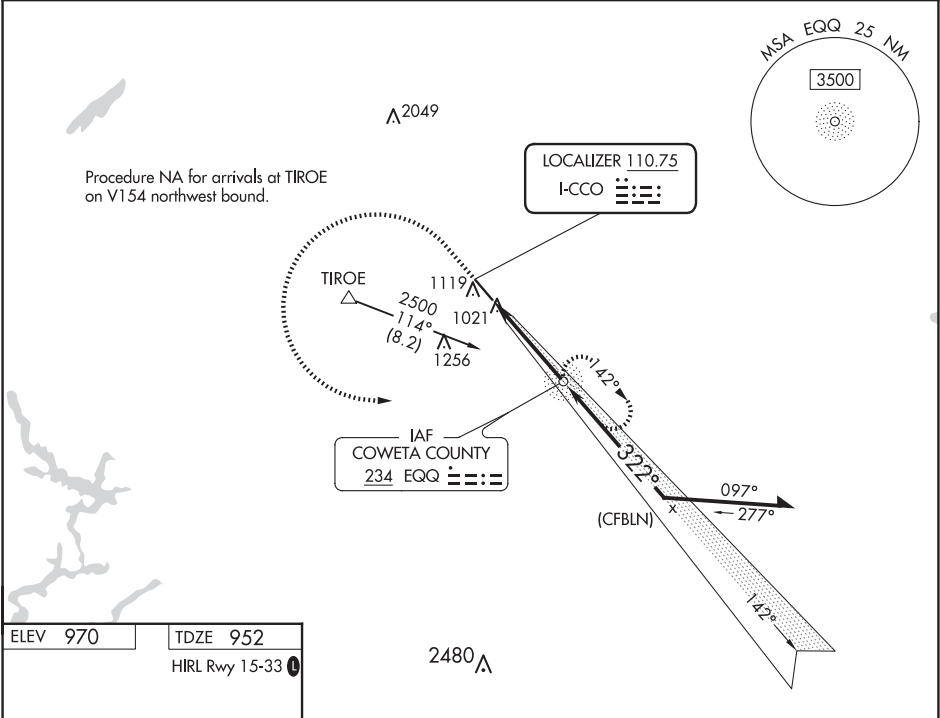 MSA EQQ 25 NM
3500
2049
Procedure NA for arrivals at TIROE
on V154 northwest bound.
LOCALIZER 110.75
I-CCO
TIROE
2500
114°
(8.2)
1119
1021
1256
142°
IAF
COWETA COUNTY
234 EQQ
322°
097°
277°
(CFBLN)
x
142°
ELEV 970
TDZE 952
HIRL Rwy 15-33 L
2480